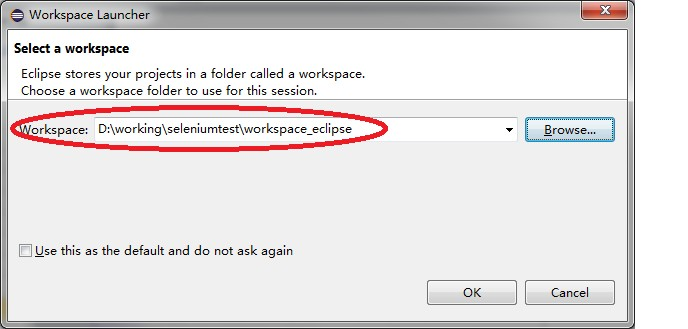 Workspace Launcher
Select a workspace
Eclipse stores your projects in a folder called a workspace.
Choose a workspace folder to use for this session.
Workspace: D:\working\seleniumtest\workspace_eclipse Browse...
Use this as the default and do not ask again
OK Cancel